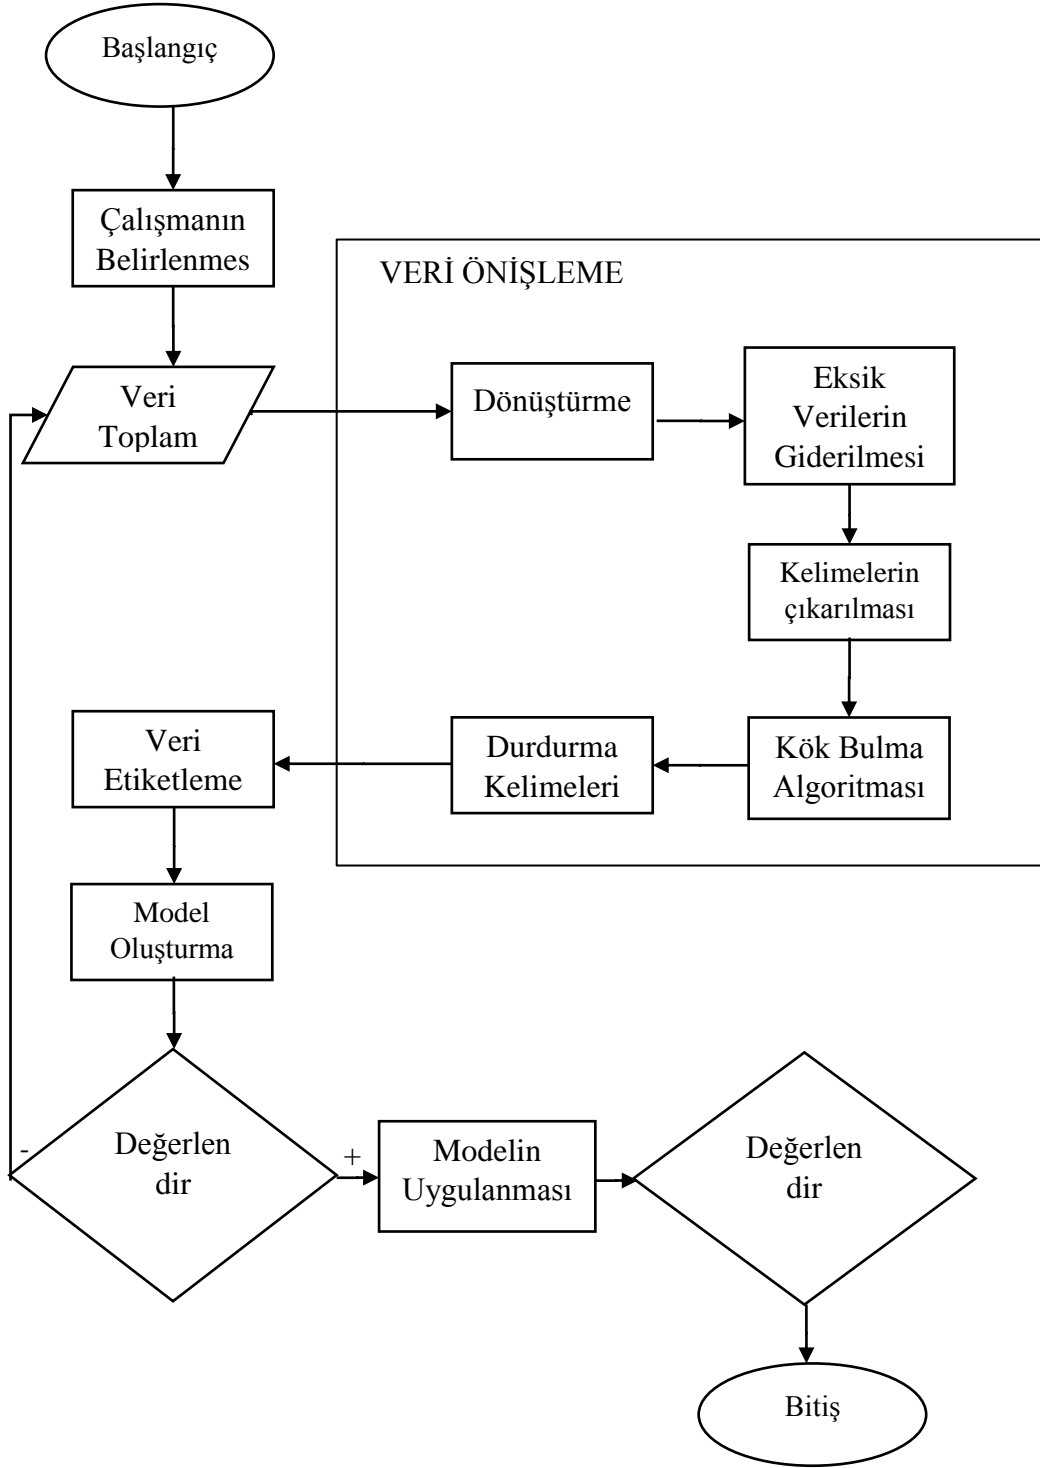 Başlangıç
Çalışmanın
Belirlenmes
VERİ ÖNİŞLEME
Veri
Toplam
Dönüştürme
Eksik
Verilerin
Giderilmesi
Kelimelerin
çıkarılması
Kök Bulma
Algoritması
Durdurma
Kelimeleri
Veri
Etiketleme
Model
Oluşturma
Değerlen
dir
-
+
Modelin
Uygulanması
Değerlen
dir
Bitiş